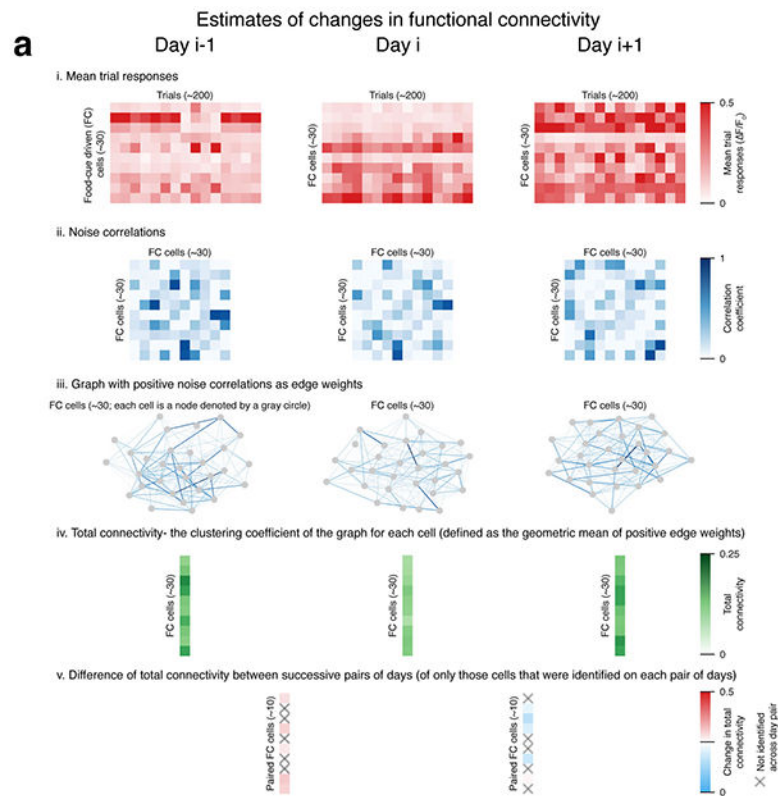 Estimates of changes in functional connectivity
a
Day i-1
Day i
Day i+1
i. Mean trial responses
Trials (~200)
Trials (~200)
Trials (~200)
Food-cue driven (FC)
cells (~30)
FC cells (~30)
FC cells (~30)
0.5
0
Mean trial
responses (ΔF/F₀)
ii. Noise correlations
FC cells (~30)
FC cells (~30)
FC cells (~30)
FC cells (~30)
FC cells (~30)
FC cells (~30)
1
0
Correlation
coefficient
iii. Graph with positive noise correlations as edge weights
FC cells (~30; each cell is a node denoted by a gray circle)
FC cells (~30)
FC cells (~30)
iv. Total connectivity- the clustering coefficient of the graph for each cell (defined as the geometric mean of positive edge weights)
FC cells (~30)
FC cells (~30)
FC cells (~30)
0.25
0
Total
connectivity
v. Difference of total connectivity between successive pairs of days (of only those cells that were identified on each pair of days)
Paired FC cells (~10)
Paired FC cells (~10)
0.5
0
Change in total
connectivity
Not identified
across day pair